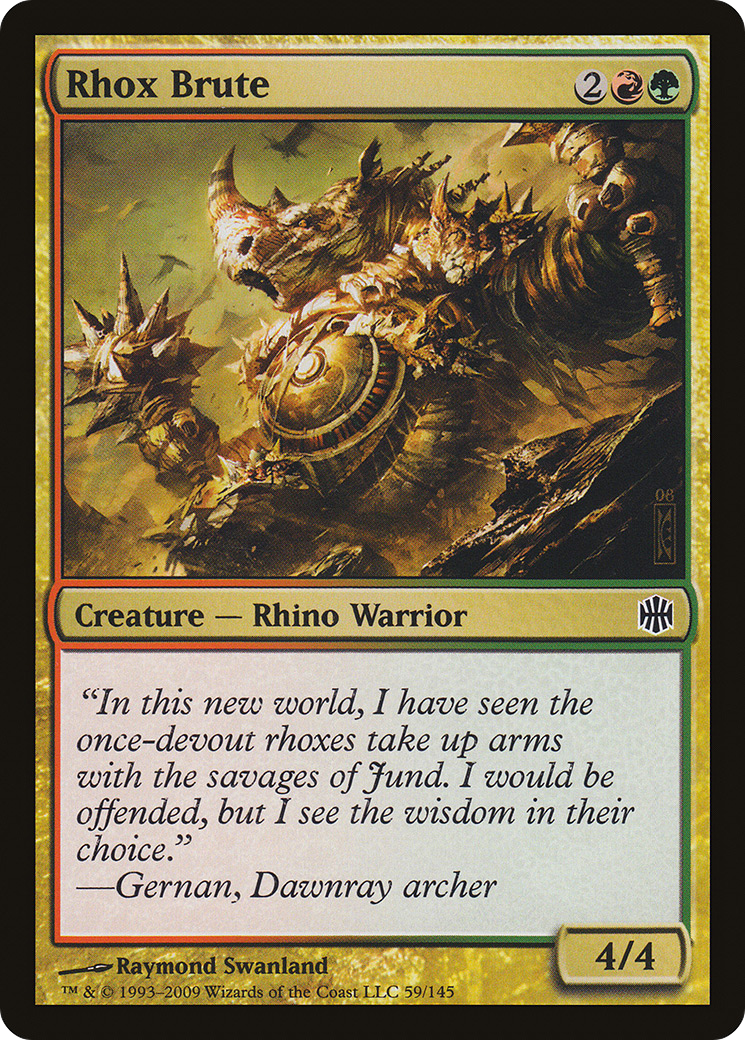 Rhox Brute 2
08
Creature — Rhino Warrior
“In this new world, I have seen the
once-devout rhoxes take up arms
with the savages of Jund. I would be
offended, but I see the wisdom in their
choice.”
—Gernan, Dawnray archer
4/4
Raymond Swanland
™ & © 1993–2009 Wizards of the Coast LLC 59/145